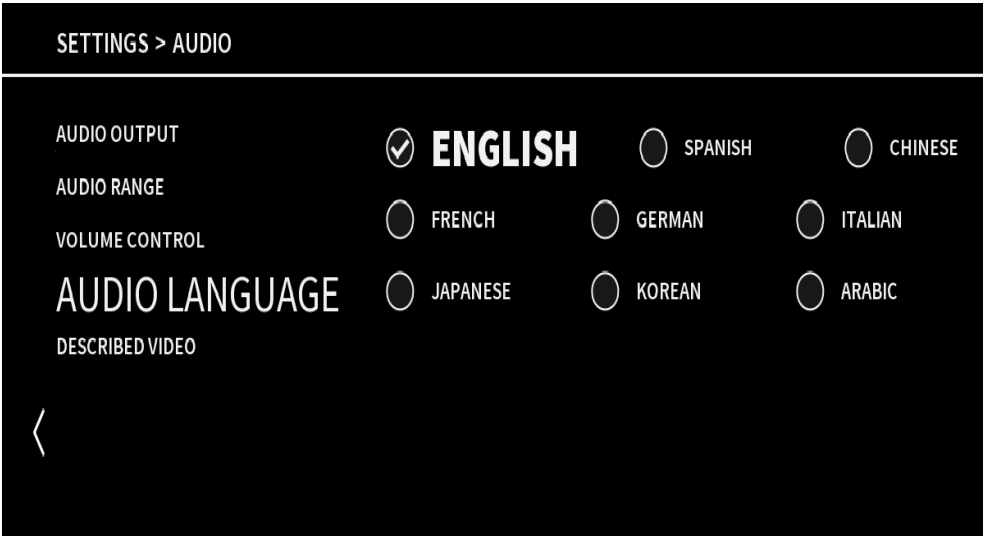 SETTINGS > AUDIO
AUDIO OUTPUT
AUDIO RANGE
VOLUME CONTROL
AUDIO LANGUAGE
DESCRIBED VIDEO
ENGLISH SPANISH CHINESE
FRENCH GERMAN ITALIAN
JAPANESE KOREAN ARABIC